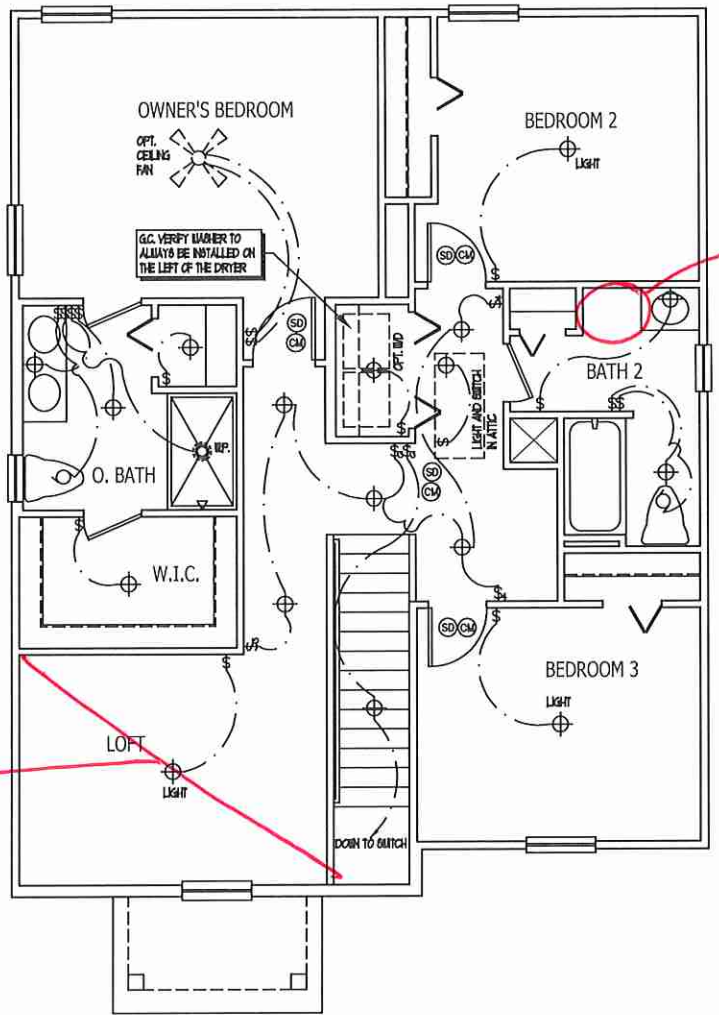 OWNER'S BEDROOM
OPT.
CEILING
FAN
BEDROOM 2
LIGHT
G.C. VERIFY WASHER TO
ALWAYS BE INSTALLED ON
THE LEFT OF THE DRYER
SD CM
SD
CM
OPT. W/D
LIGHT AND SWITCH
IN ATTIC
BATH 2
W.P.
O. BATH
SD
CM
W.I.C.
SD CM
BEDROOM 3
LIGHT
LOFT
LIGHT
DOWN TO SWITCH